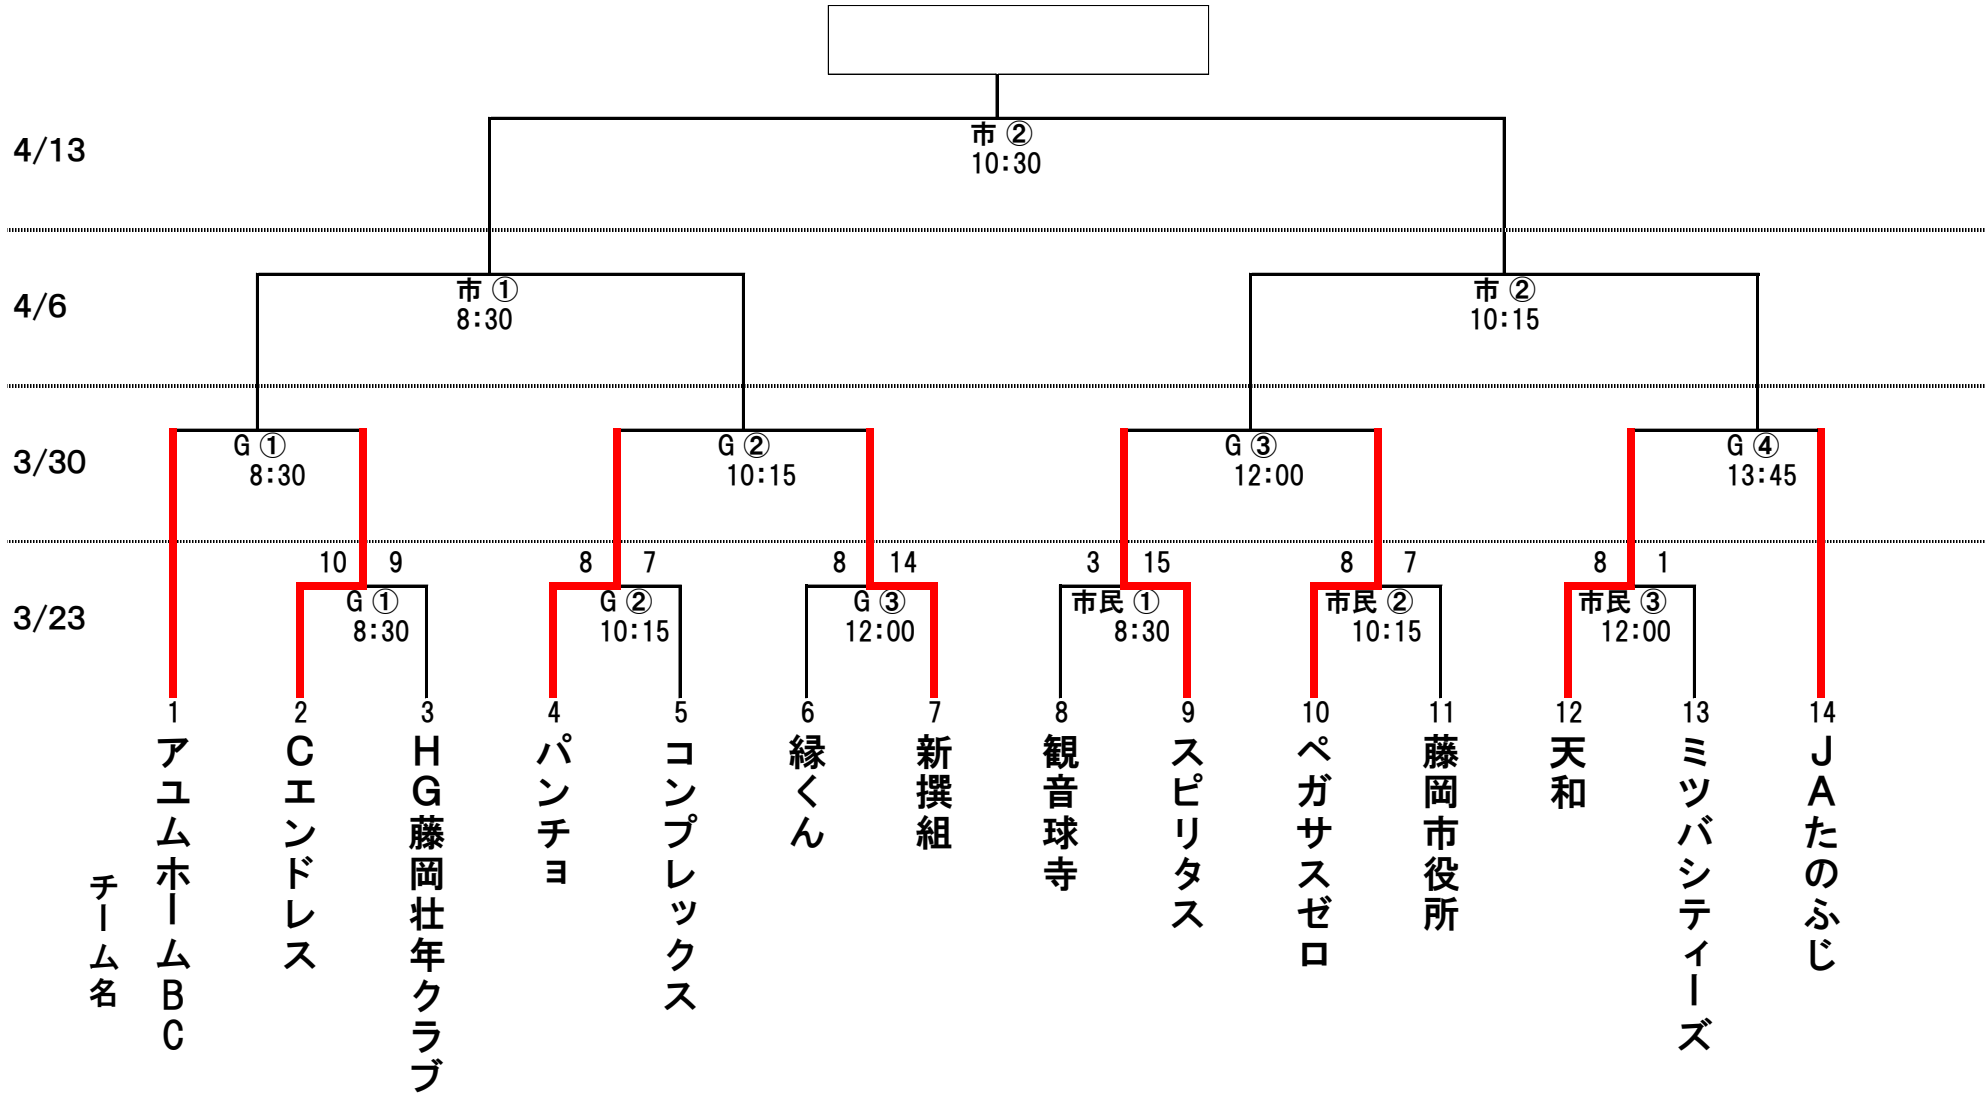 4/13
市 ②
10:30
4/6
市 ①
8:30
市 ②
10:15
3/30
G ①
8:30
G ②
10:15
G ③
12:00
G ④
13:45
3/23
10 9
G ①
8:30
8 7
G ②
10:15
8 14
G ③
12:00
3 15
市民 ①
8:30
8 7
市民 ②
10:15
8 1
市民 ③
12:00
チーム名
1
アユムホームBC
2
Cエンドレス
3
HG藤岡壮年クラブ
4
パンチョ
5
コンプレックス
6
縁くん
7
新撰組
8
観音球寺
9
スピリタス
10
ペガサスゼロ
11
藤岡市役所
12
天和
13
ミツバシティーズ
14
JAたのふじ